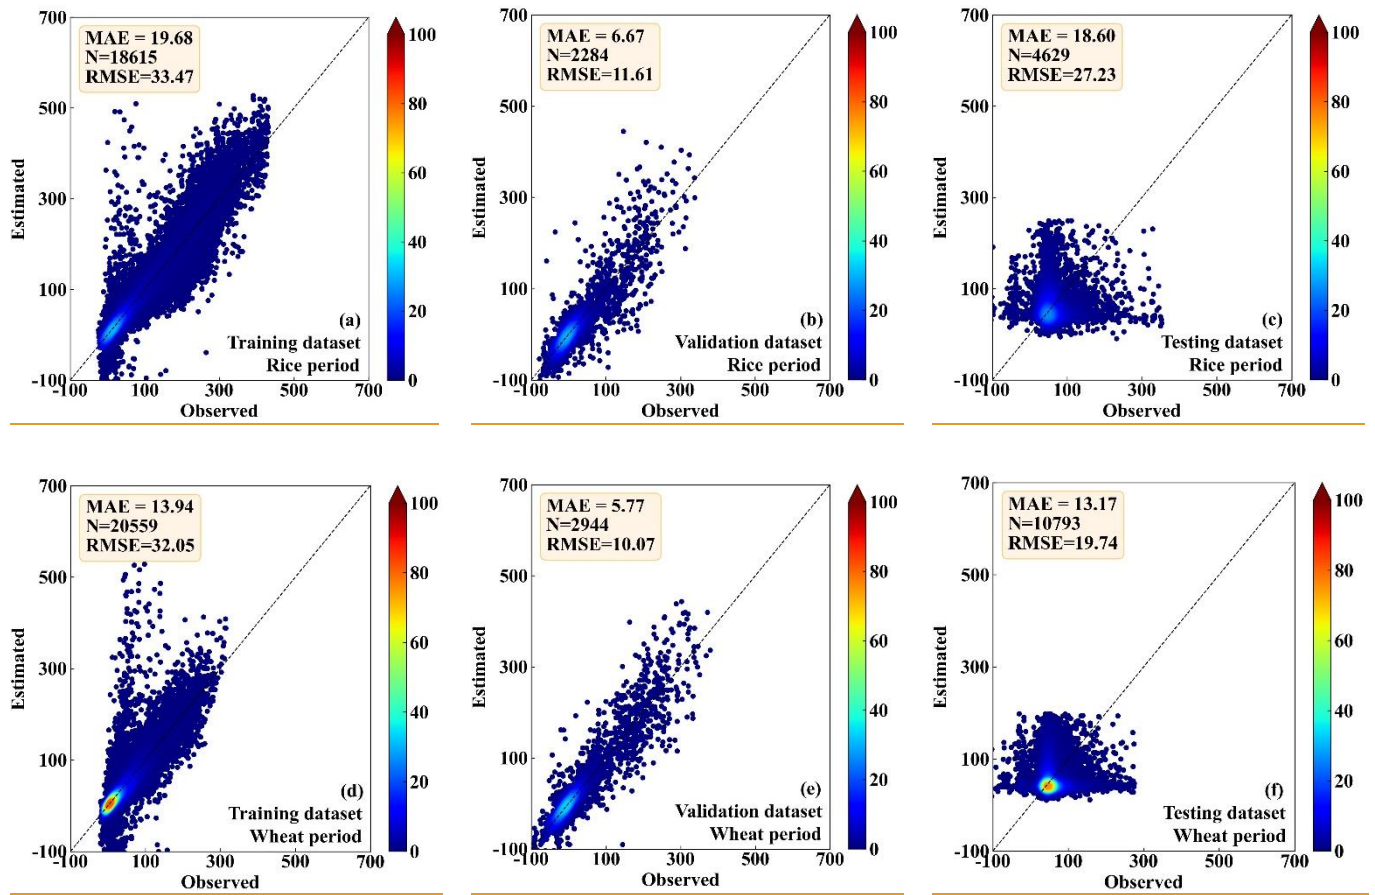 700
500
300
100
-100
Estimated
MAE = 19.68
N=18615
RMSE=33.47
(a)
Training dataset
Rice period
-100 100 300 500 700
Observed
100
80
60
40
20
0
700
500
300
100
-100
Estimated
MAE = 6.67
N=2284
RMSE=11.61
(b)
Validation dataset
Rice period
-100 100 300 500 700
Observed
100
80
60
40
20
0
700
500
300
100
-100
Estimated
MAE = 18.60
N=4629
RMSE=27.23
(c)
Testing dataset
Rice period
-100 100 300 500 700
Observed
100
80
60
40
20
0
700
500
300
100
-100
Estimated
MAE = 13.94
N=20559
RMSE=32.05
(d)
Training dataset
Wheat period
-100 100 300 500 700
Observed
100
80
60
40
20
0
700
500
300
100
-100
Estimated
MAE = 5.77
N=2944
RMSE=10.07
(e)
Validation dataset
Wheat period
-100 100 300 500 700
Observed
100
80
60
40
20
0
700
500
300
100
-100
Estimated
MAE = 13.17
N=10793
RMSE=19.74
(f)
Testing dataset
Wheat period
-100 100 300 500 700
Observed
100
80
60
40
20
0